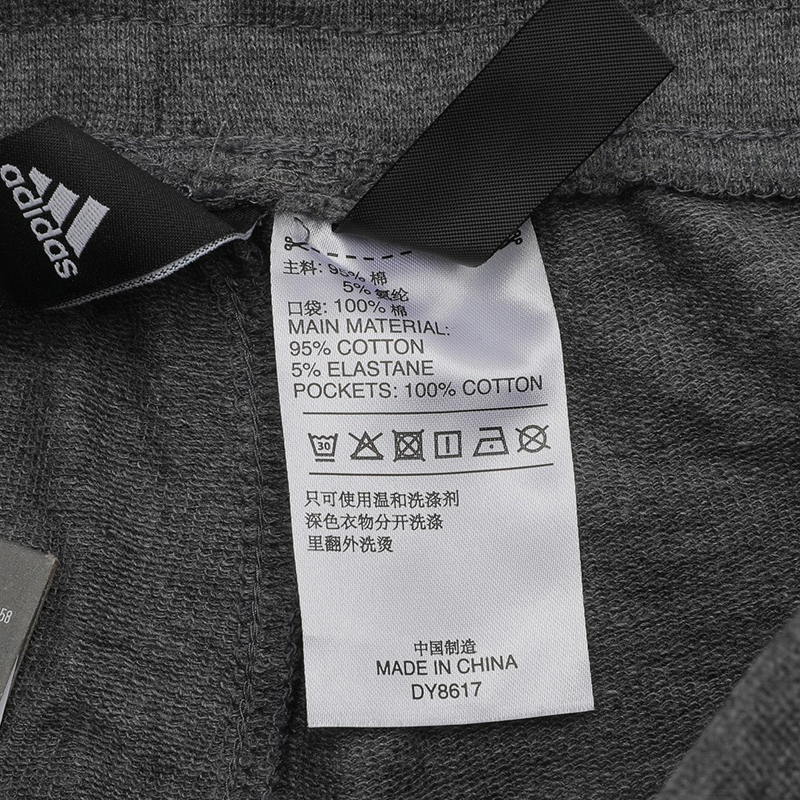 adidas
主料: 95% 棉
5% 氨纶
口袋: 100% 棉
MAIN MATERIAL:
95% COTTON
5% ELASTANE
POCKETS: 100% COTTON
30
只可使用温和洗涤剂
深色衣物分开洗涤
里翻外洗烫
中国制造
MADE IN CHINA
DY8617
58